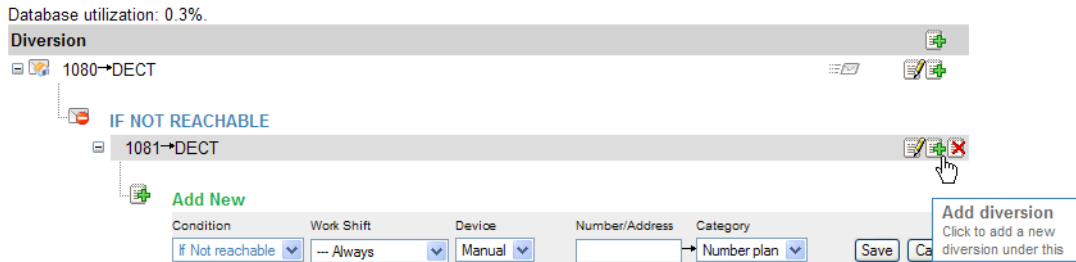 Database utilization: 0.3%.
Diversion
1080→DECT
IF NOT REACHABLE
1081→DECT
Add New
Condition Work Shift Device Number/Address Category
If Not reachable --- Always Manual → Number plan Save Ca
Add diversion
Click to add a new
diversion under this